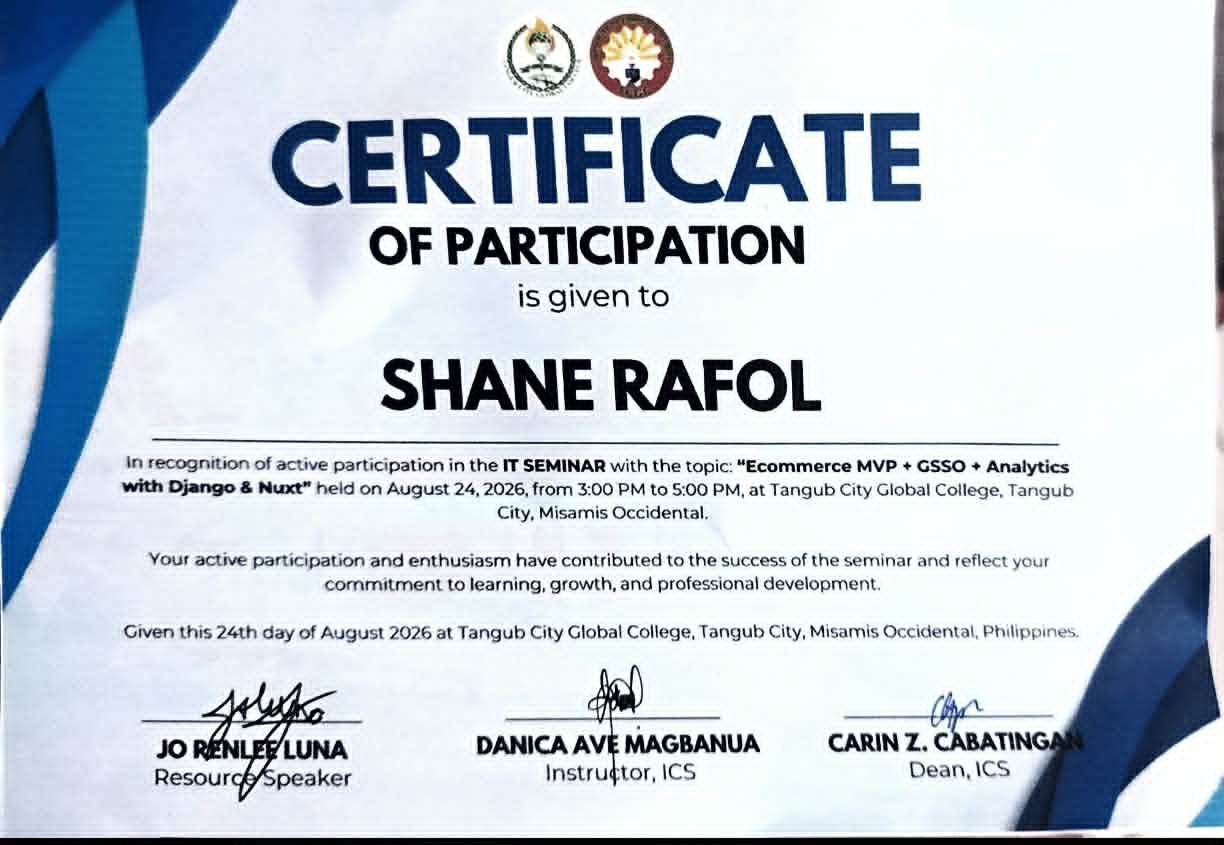 CERTIFICATE
OF PARTICIPATION
is given to
SHANE RAFOL
In recognition of active participation in the IT SEMINAR with the topic: “Ecommerce MVP + GSSO + Analytics
with Django & Nuxt” held on August 24, 2026, from 3:00 PM to 5:00 PM, at Tangub City Global College, Tangub
City, Misamis Occidental.
Your active participation and enthusiasm have contributed to the success of the seminar and reflect your
commitment to learning, growth, and professional development.
Given this 24th day of August 2026 at Tangub City Global College, Tangub City, Misamis Occidental, Philippines.
JO RENLEE LUNA
Resource Speaker
DANICA AVE MAGBANUA
Instructor, ICS
CARIN Z. CABATINGAN
Dean, ICS